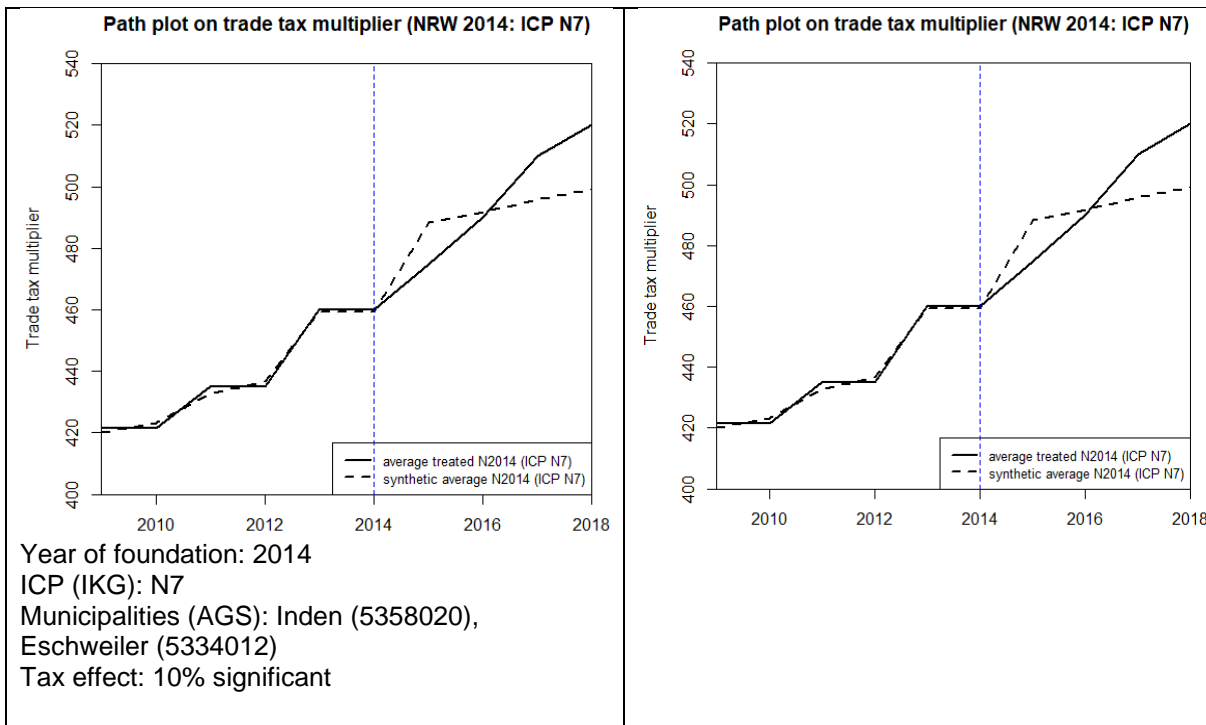 Path plot on trade tax multiplier (NRW 2014: ICP N7)
540
520
500
480
460
440
420
400
Trade tax multiplier
average treated N2014 (ICP N7)
synthetic average N2014 (ICP N7)
2010 2012 2014 2016 2018
Year of foundation: 2014
ICP (IKG): N7
Municipalities (AGS): Inden (5358020),
Eschweiler (5334012)
Tax effect: 10% significant
Path plot on trade tax multiplier (NRW 2014: ICP N7)
540
520
500
480
460
440
420
400
Trade tax multiplier
average treated N2014 (ICP N7)
synthetic average N2014 (ICP N7)
2010 2012 2014 2016 2018